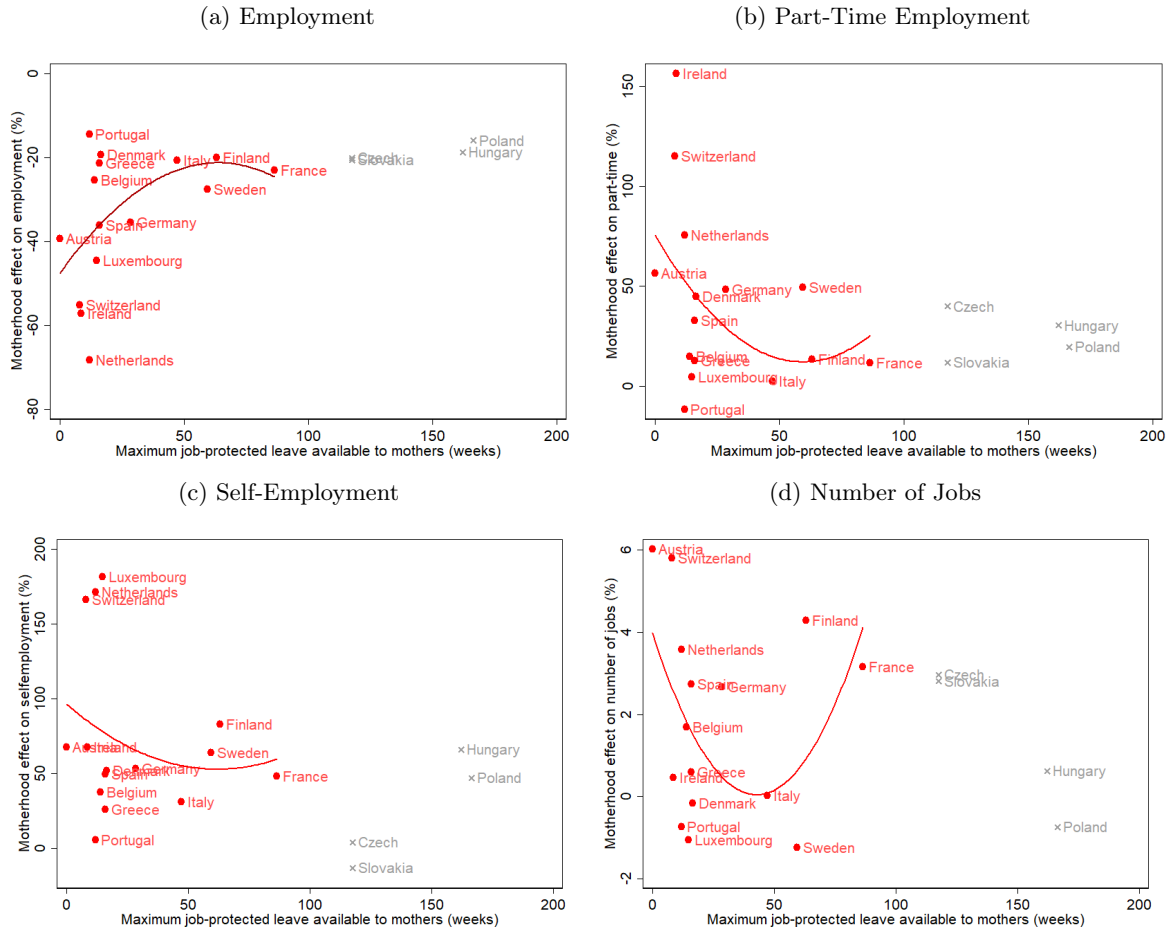 (a) Employment
Motherhood effect on employment (%)
0
-20
-40
-60
-80
Portugal
Denmark
Greece
Belgium
Spain
Germany
Austria
Luxembourg
Switzerland
Ireland
Netherlands
Italy
Finland
Sweden
France
Czech
Slovakia
Poland
Hungary
0 50 100 150 200
Maximum job-protected leave available to mothers (weeks)
(b) Part-Time Employment
Motherhood effect on part-time (%)
150
100
50
0
Ireland
Switzerland
Netherlands
Austria
Germany
Sweden
Denmark
Spain
Belgium
Greece
Finland
France
Luxembourg
Italy
Portugal
Czech
Hungary
Poland
Slovakia
0 50 100 150 200
Maximum job-protected leave available to mothers (weeks)
(c) Self-Employment
Motherhood effect on selfemployment (%)
200
150
100
50
0
Luxembourg
Netherlands
Switzerland
Finland
Austria
Ireland
Sweden
Germany
Denmark
Spain
France
Belgium
Italy
Greece
Portugal
Hungary
Poland
Czech
Slovakia
0 50 100 150 200
Maximum job-protected leave available to mothers (weeks)
(d) Number of Jobs
Motherhood effect on number of jobs (%)
6
4
2
0
-2
Austria
Switzerland
Finland
Netherlands
France
Czech
Slovakia
Spain
Germany
Belgium
Greece
Ireland
Hungary
Denmark
Italy
Portugal
Poland
Luxembourg
Sweden
0 50 100 150 200
Maximum job-protected leave available to mothers (weeks)